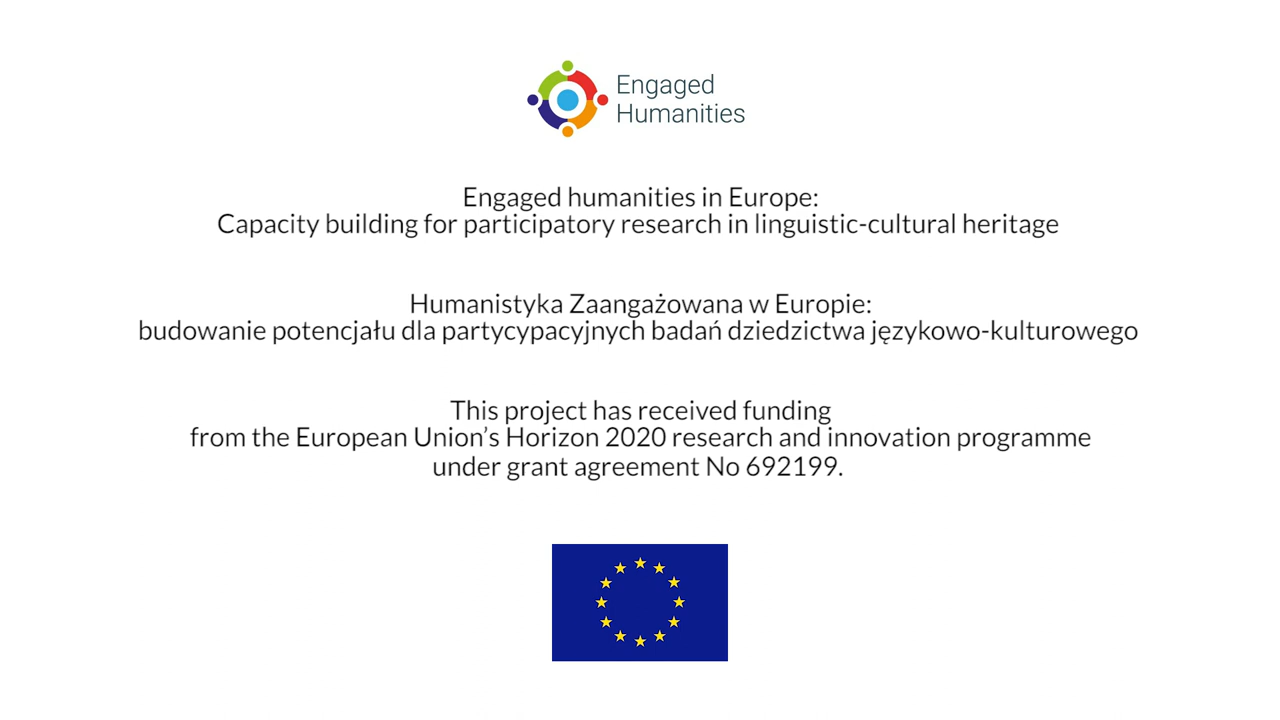 Engaged
Humanities
Engaged humanities in Europe:
Capacity building for participatory research in linguistic-cultural heritage
Humanistyka Zaangażowana w Europie:
budowanie potencjału dla partycypacyjnych badań dziedzictwa językowo-kulturowego
This project has received funding
from the European Union’s Horizon 2020 research and innovation programme
under grant agreement No 692199.